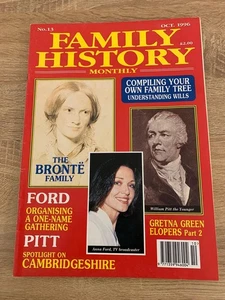 No. 13
OCT. 1996
FAMILY
£1.99
HISTORY
MONTHLY
COMPILING YOUR
OWN FAMILY TREE
UNDERSTANDING WILLS
THE
BRONTË
FAMILY
William Pitt the Younger
FORD
ORGANISING
A ONE-NAME
GATHERING
PITT
SPOTLIGHT ON
CAMBRIDGESHIRE
Anna Ford, TV broadcaster
GRETNA GREEN
ELOPERS Part 2